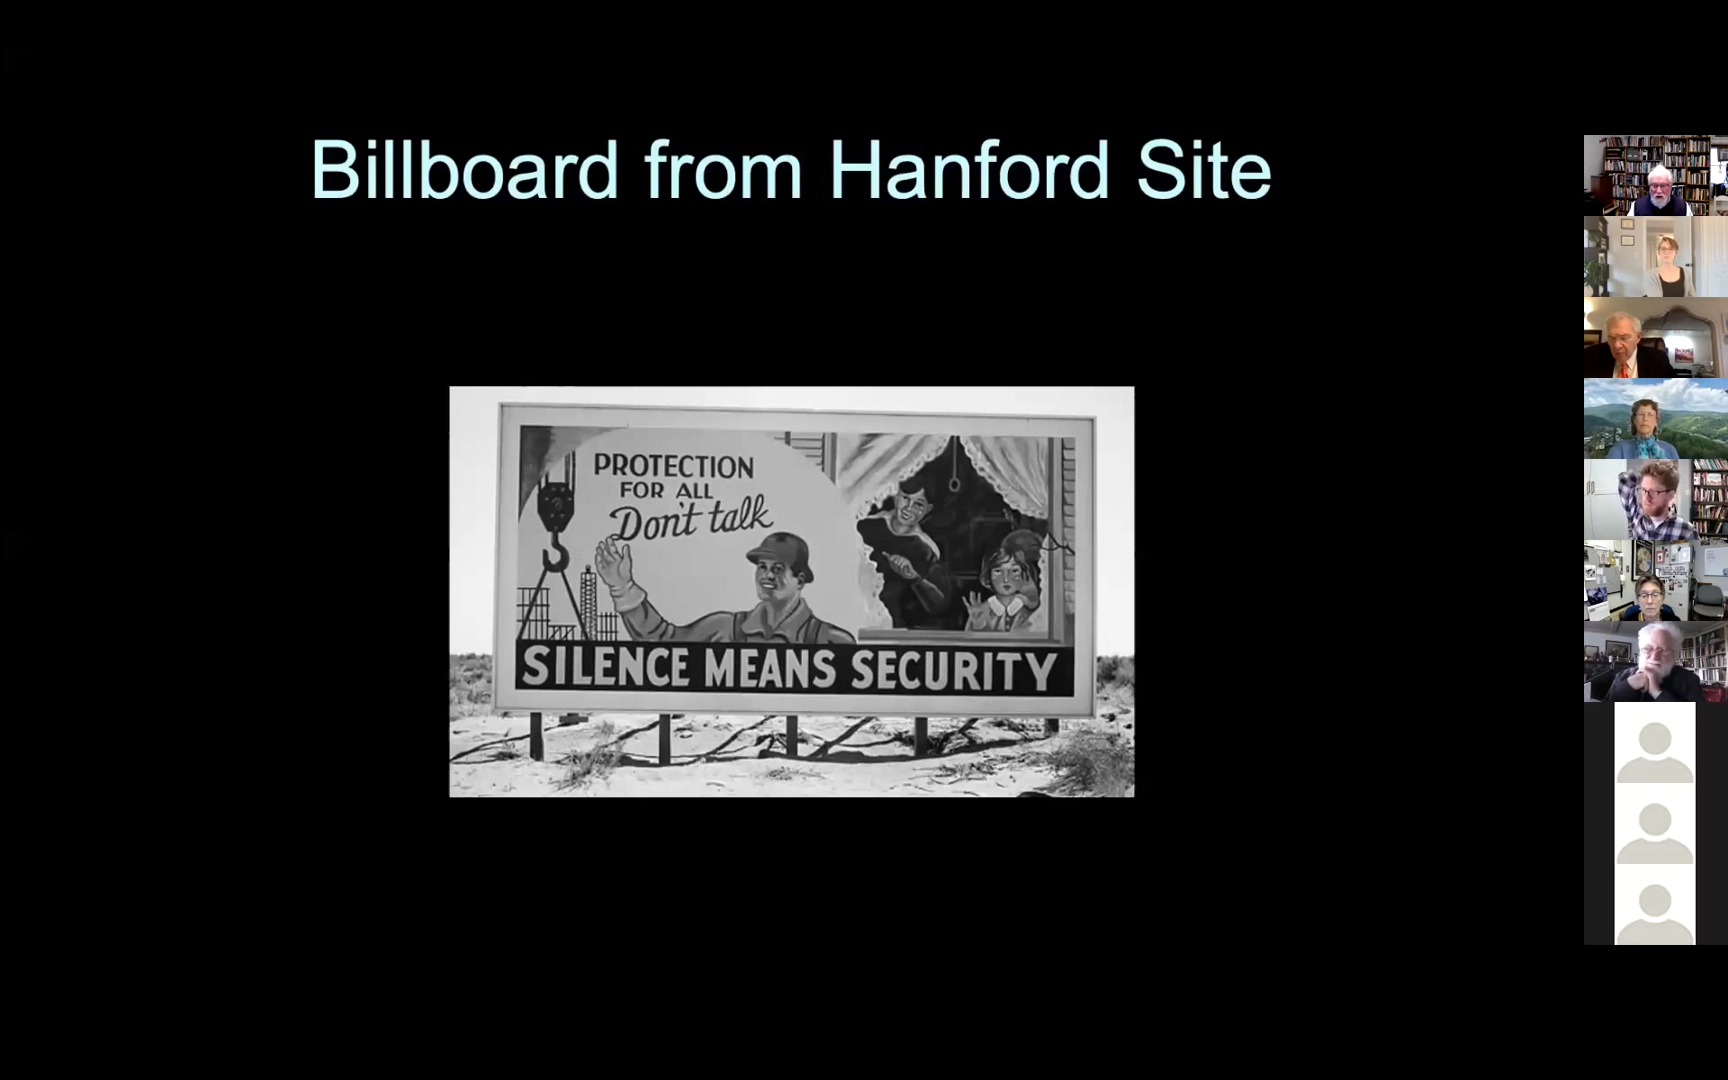 Billboard from Hanford Site
PROTECTION
FOR ALL
Don't talk
SILENCE MEANS SECURITY